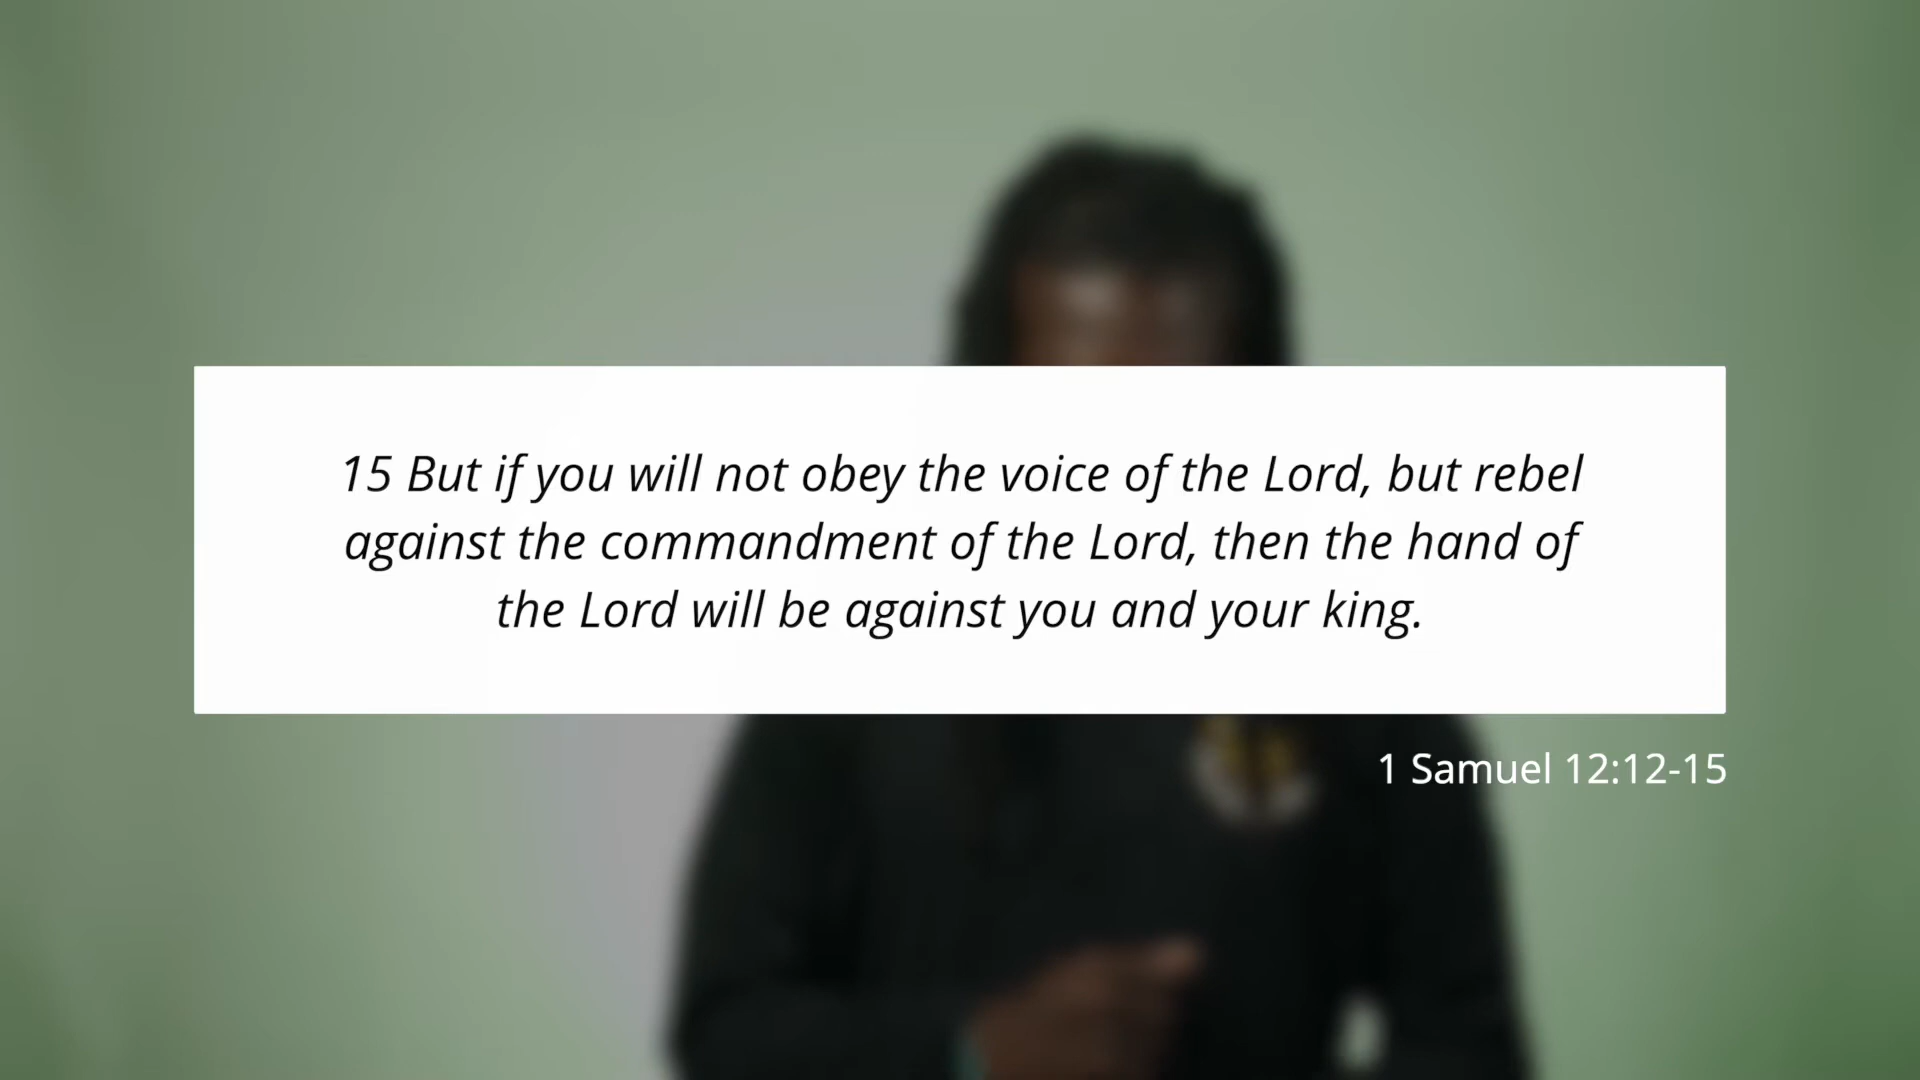 15 But if you will not obey the voice of the Lord, but rebel
against the commandment of the Lord, then the hand of
the Lord will be against you and your king.
1 Samuel 12:12-15